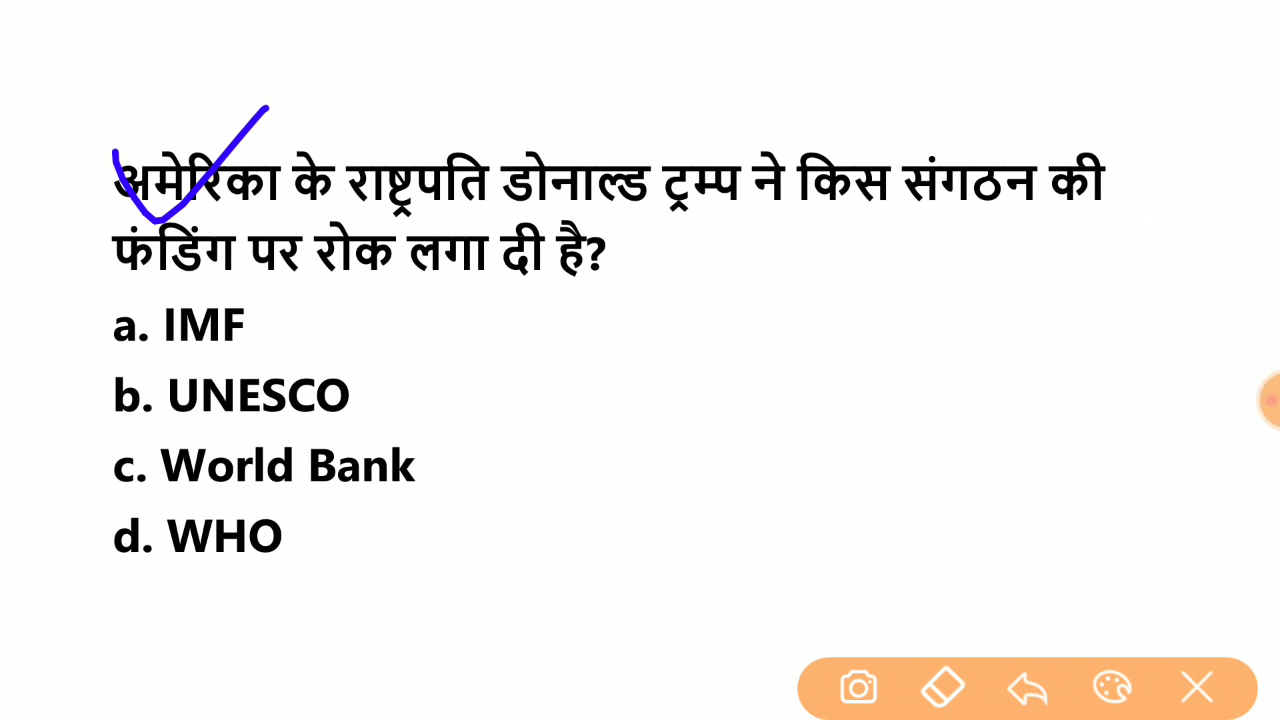 अमेरिका के राष्ट्रपति डोनाल्ड ट्रम्प ने किस संगठन की
फंडिंग पर रोक लगा दी है?
a. IMF
b. UNESCO
c. World Bank
d. WHO